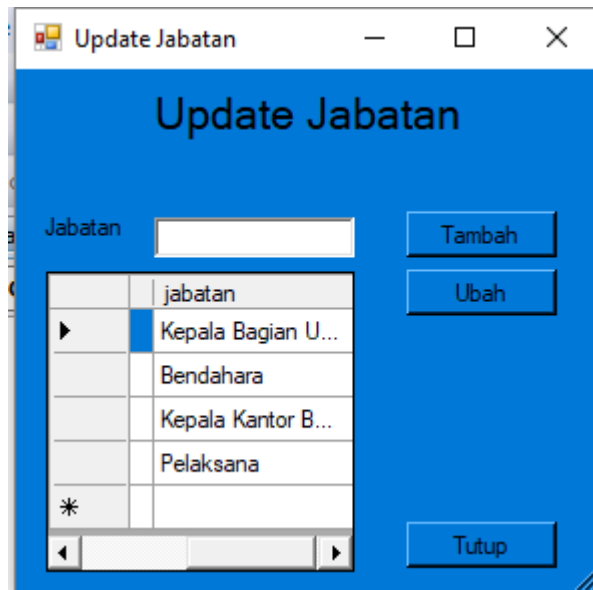 Update Jabatan
Update Jabatan
Jabatan
Tambah
Ubah
jabatan
Kepala Bagian U...
Bendahara
Kepala Kantor B...
Pelaksana
Tutup